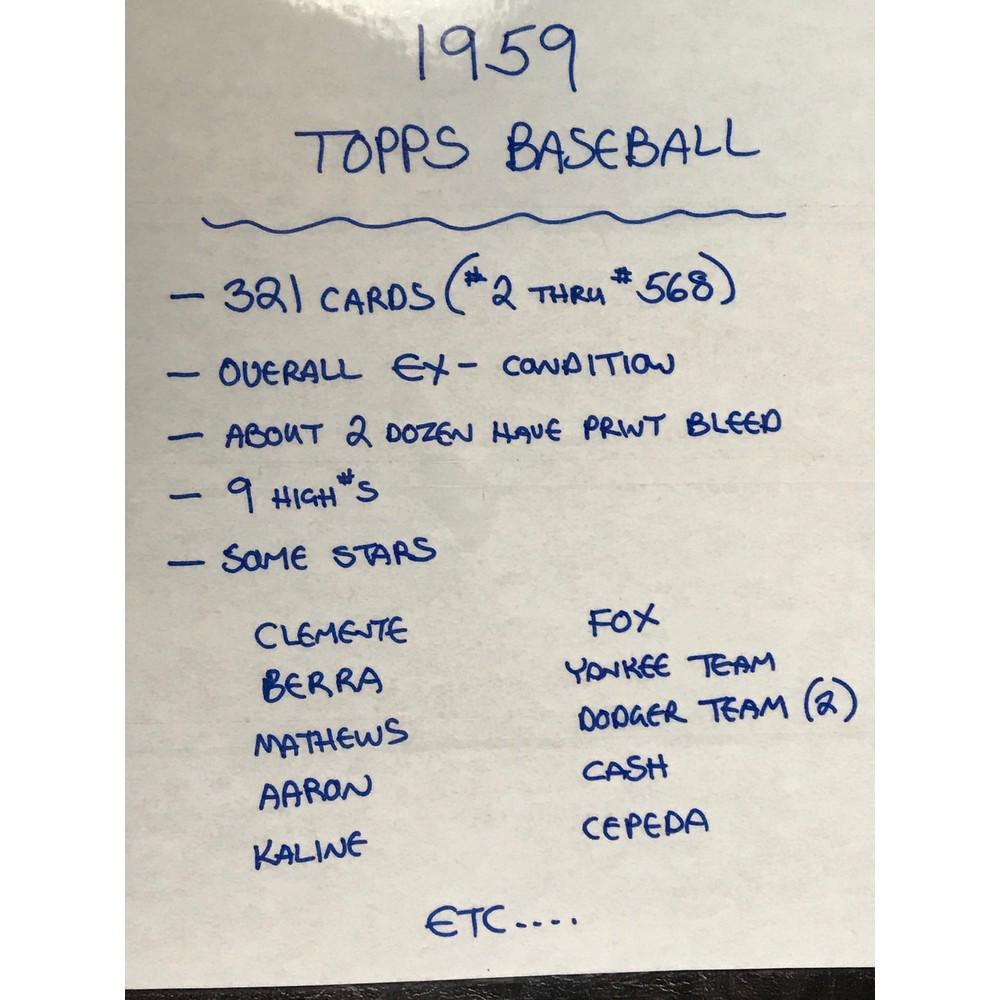 1959
TOPPS BASEBALL
- 321 CARDS (#2 THRU #568)
- OVERALL EX- CONDITION
- ABOUT 2 DOZEN HAVE PRINT BLEED
- 9 HIGH #S
- SOME STARS
CLEMENTE
BERRA
MATHEWS
AARON
KALINE
FOX
YANKEE TEAM
DODGER TEAM (2)
CASH
CEPEDA
ETC....